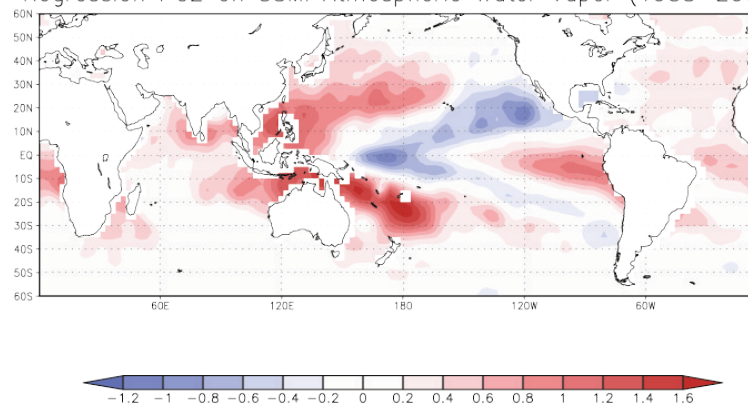 Regression PC2 on SSMI Atmospheric Water Vapor
60N
50N
40N
30N
20N
10N
EQ
10S
20S
30S
40S
50S
60S
60E 120E 180 120W 60W
-1.2 -1 -0.8 -0.6 -0.4 -0.2 0 0.2 0.4 0.6 0.8 1 1.2 1.4 1.6